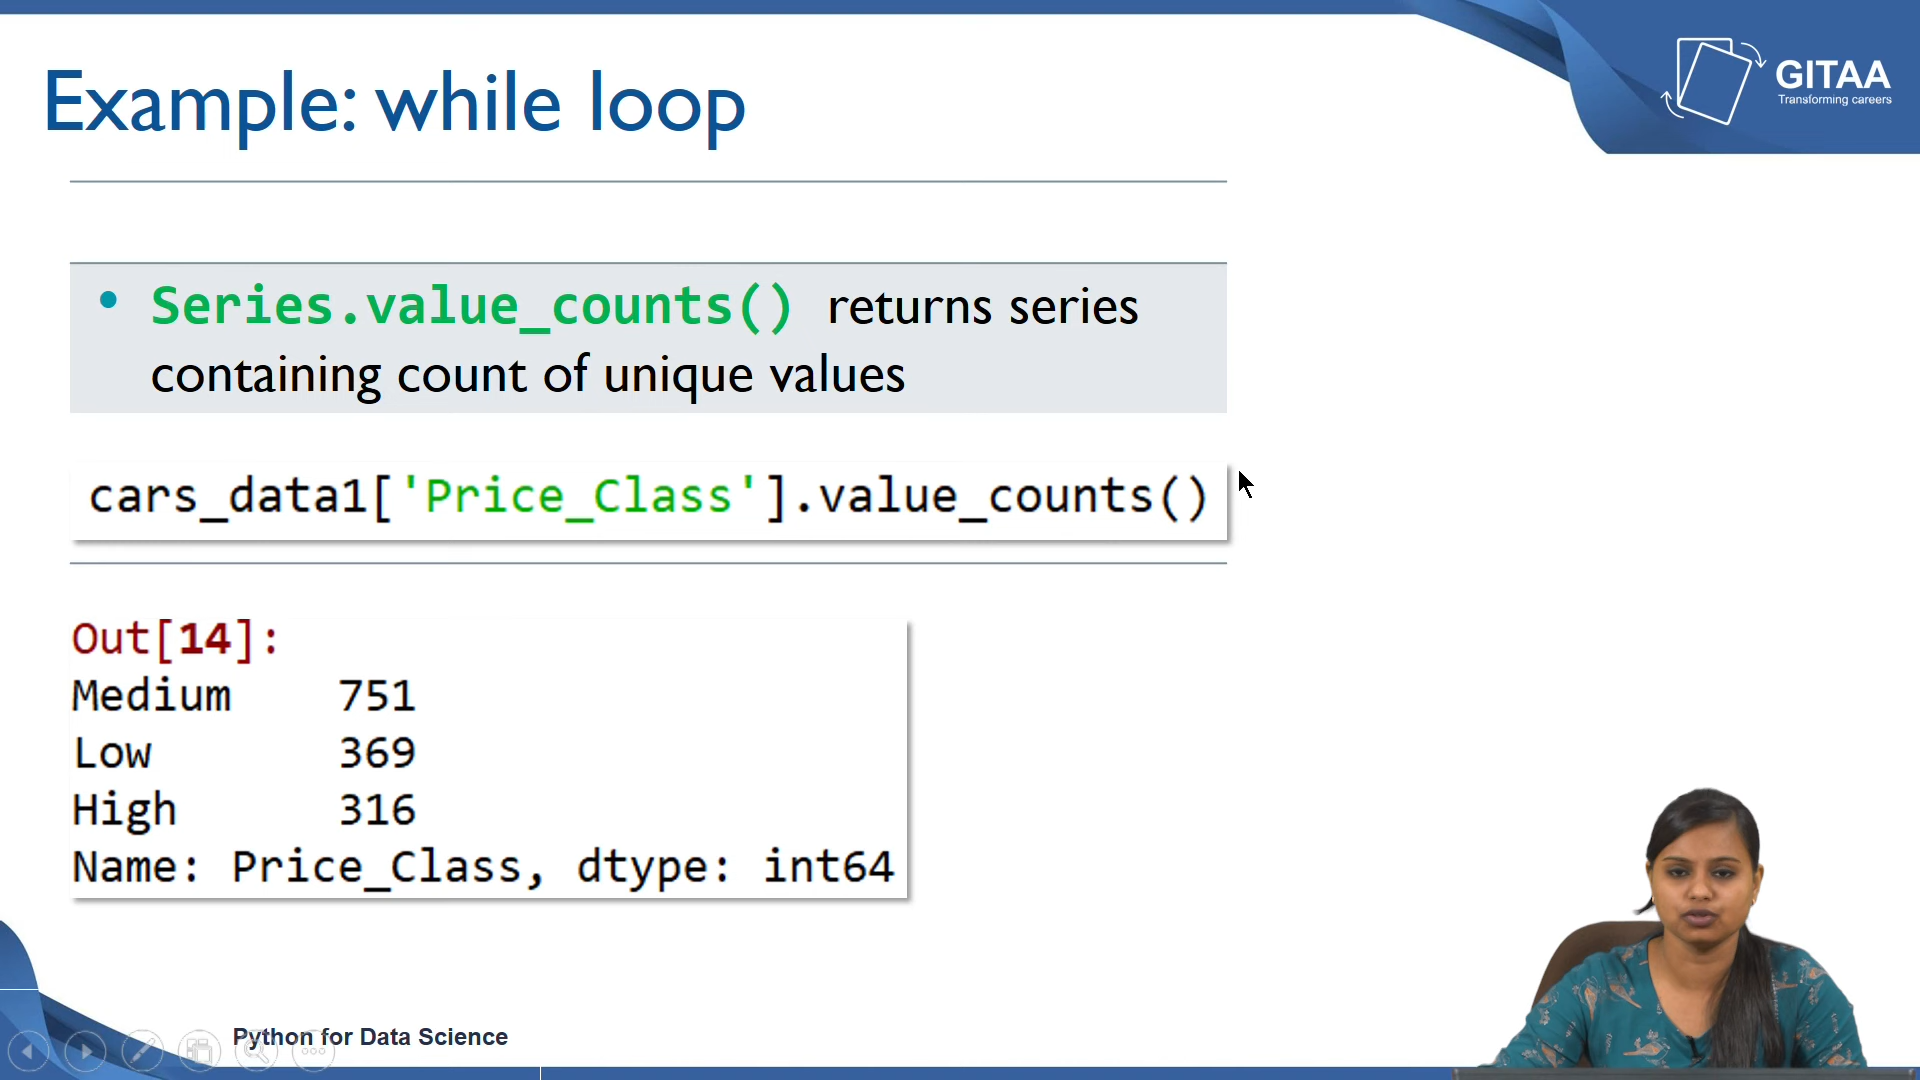 Example: while loop
GITAA
Transforming careers
• Series.value_counts() returns series
containing count of unique values
cars_data1['Price_Class'].value_counts()
Out[14]:
Medium 751
Low 369
High 316
Name: Price_Class, dtype: int64
Python for Data Science